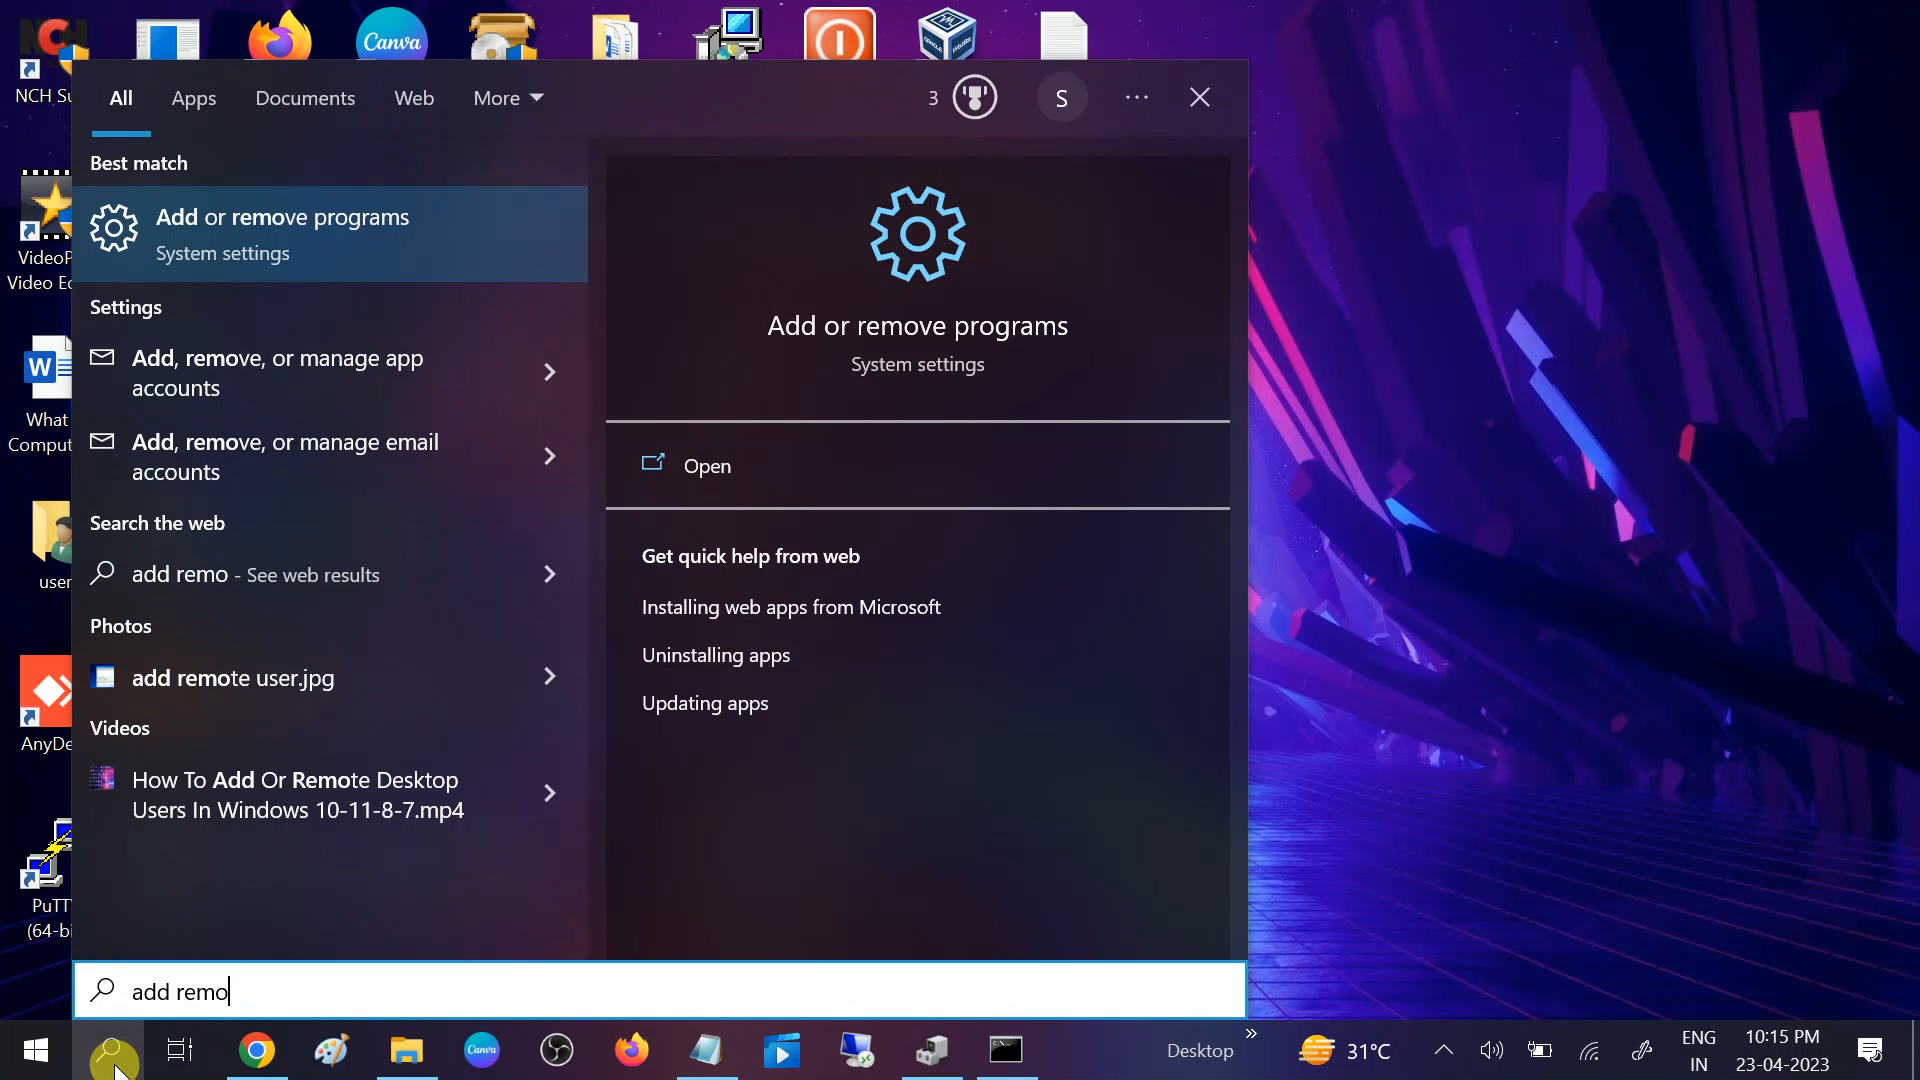 NCH Su
Canva
All
Apps
Documents
Web
More
3
S
Best match
Add or remove programs
System settings
Settings
Add, remove, or manage app
accounts
Add, remove, or manage email
accounts
Search the web
add remo - See web results
Photos
add remote user.jpg
Videos
How To Add Or Remote Desktop
Users In Windows 10-11-8-7.mp4
Add or remove programs
System settings
Open
Get quick help from web
Installing web apps from Microsoft
Uninstalling apps
Updating apps
VideoP
Video Ed
What
Comput
user
AnyDe
PuTT
(64-bi
add remo
Canva
Desktop
31°C
ENG
IN
10:15 PM
23-04-2023